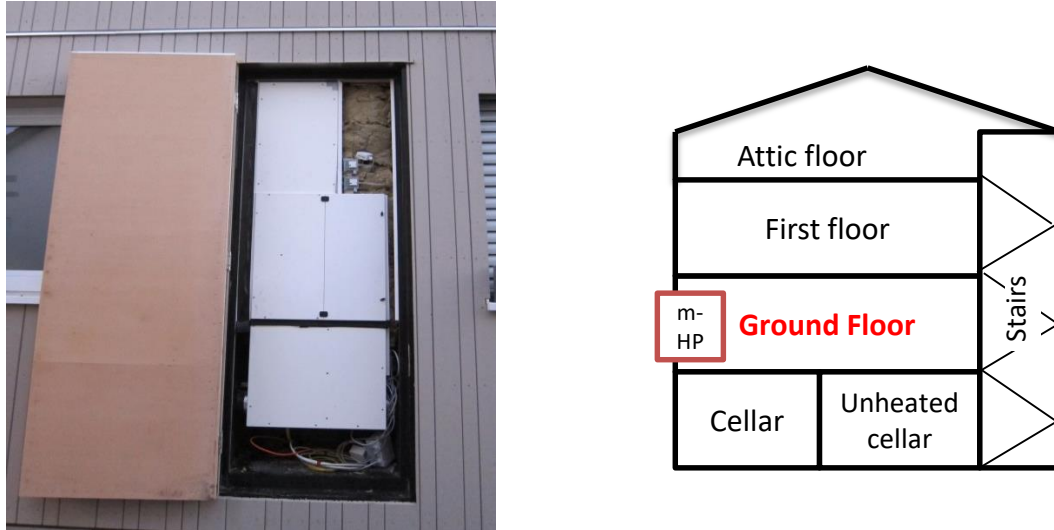 Attic floor
First floor
m-
HP
Ground Floor
Stairs
Cellar
Unheated
cellar